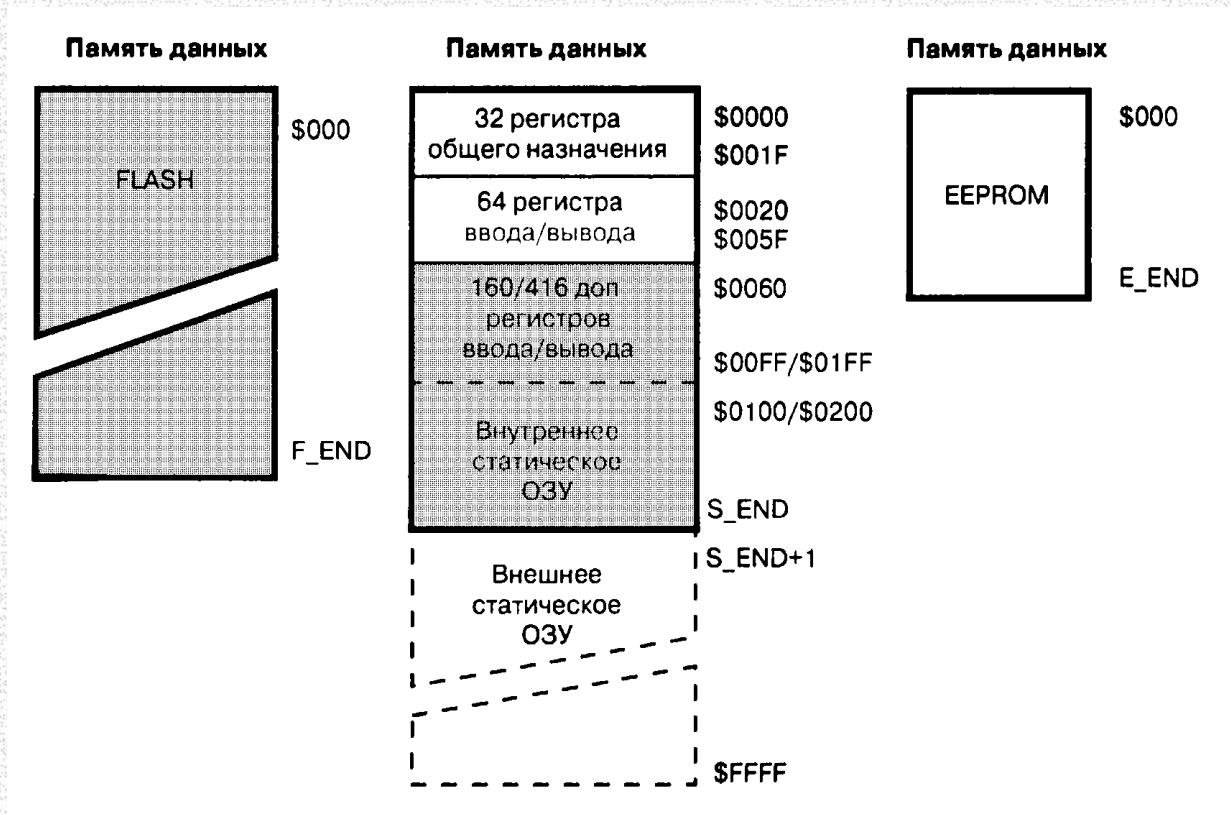 Память данных
$000
FLASH
F_END
Память данных
32 регистра
общего назначения
$0000
$001F
64 регистра
ввода/вывода
$0020
$005F
160/416 доп
регистров
ввода/вывода
$0060
$00FF/$01FF
$0100/$0200
Внутреннее
статическое
ОЗУ
S_END
S_END+1
Внешнее
статическое
ОЗУ
$FFFF
Память данных
$000
EEPROM
E_END